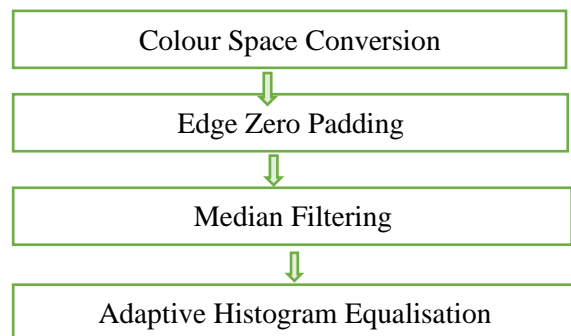 Colour Space Conversion
Edge Zero Padding
Median Filtering
Adaptive Histogram Equalisation